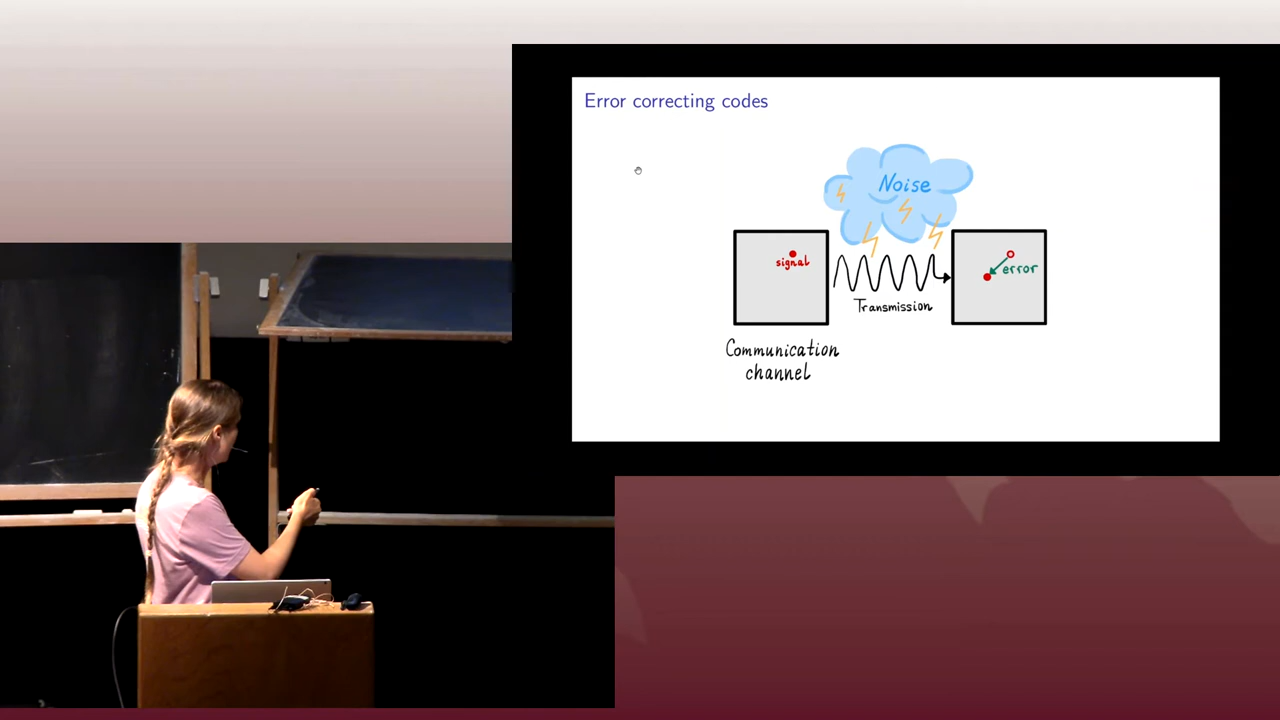 Error correcting codes
Noise
signal
error
Transmission
Communication
channel